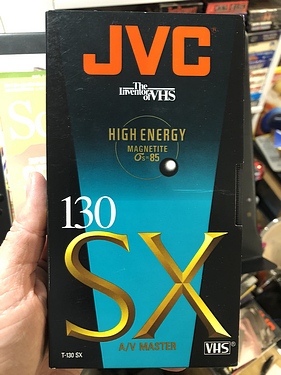 JVC
The
Inventor
of VHS
HIGH ENERGY
MAGNETITE
σs=85
130
SX
A/V MASTER
T-130 SX
VHS®